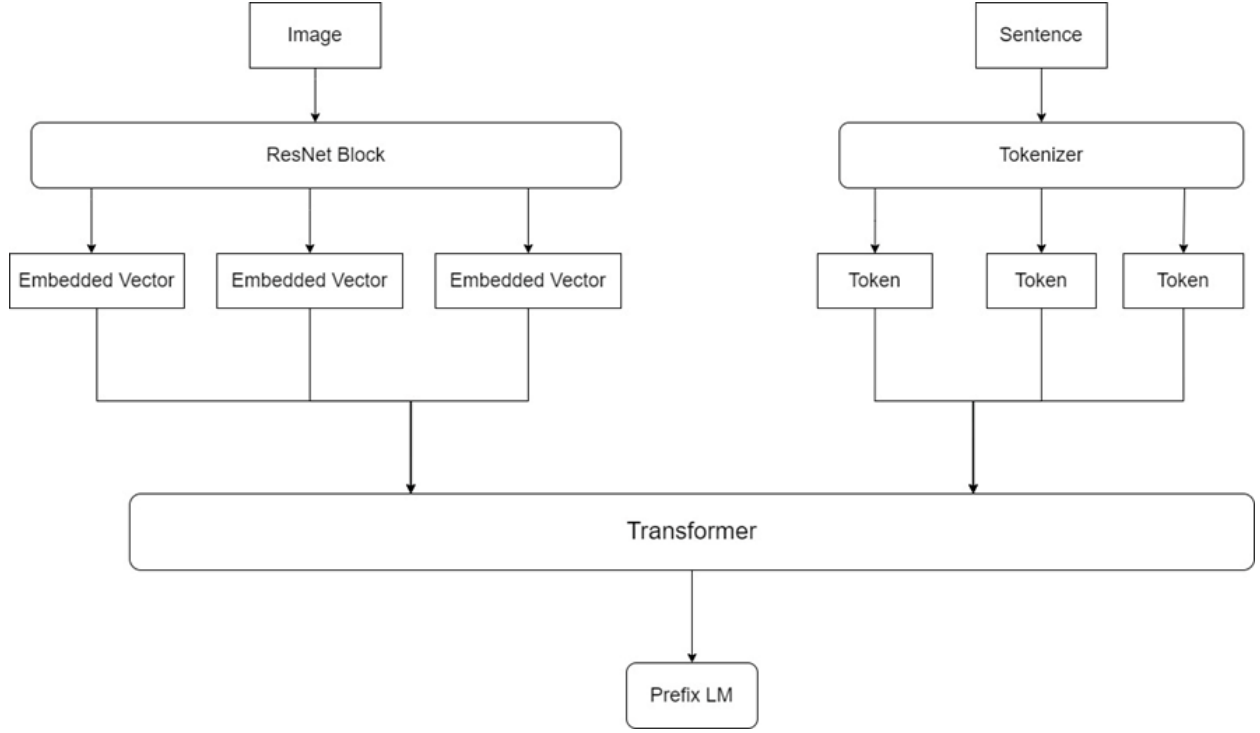 Image
Sentence
ResNet Block
Tokenizer
Embedded Vector
Embedded Vector
Embedded Vector
Token
Token
Token
Transformer
Prefix LM